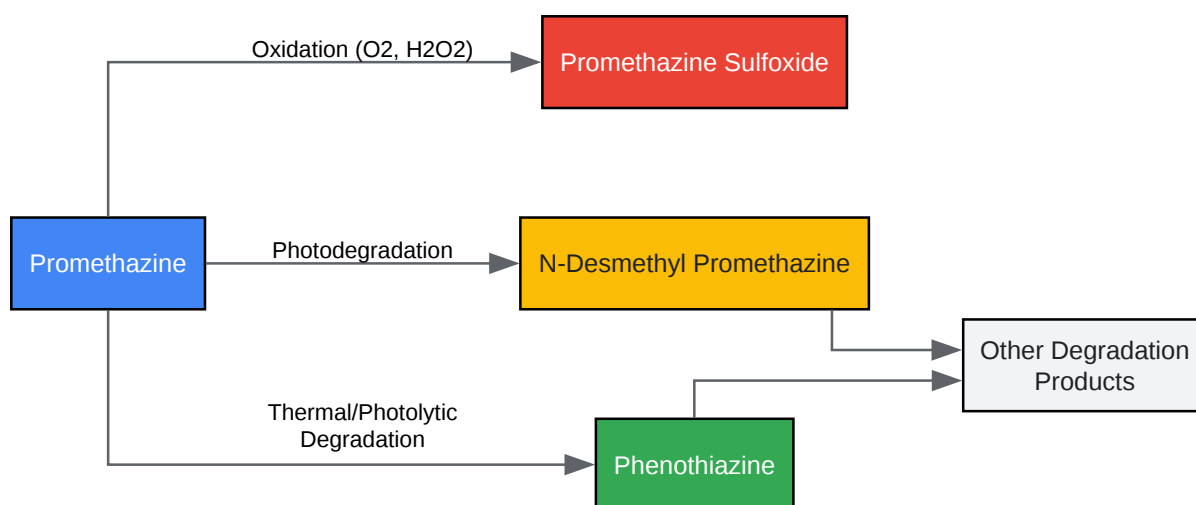 Oxidation (O2, H2O2)
Promethazine Sulfoxide
Promethazine
Photodegradation
N-Desmethyl Promethazine
Other Degradation
Products
Thermal/Photolytic
Degradation
Phenothiazine